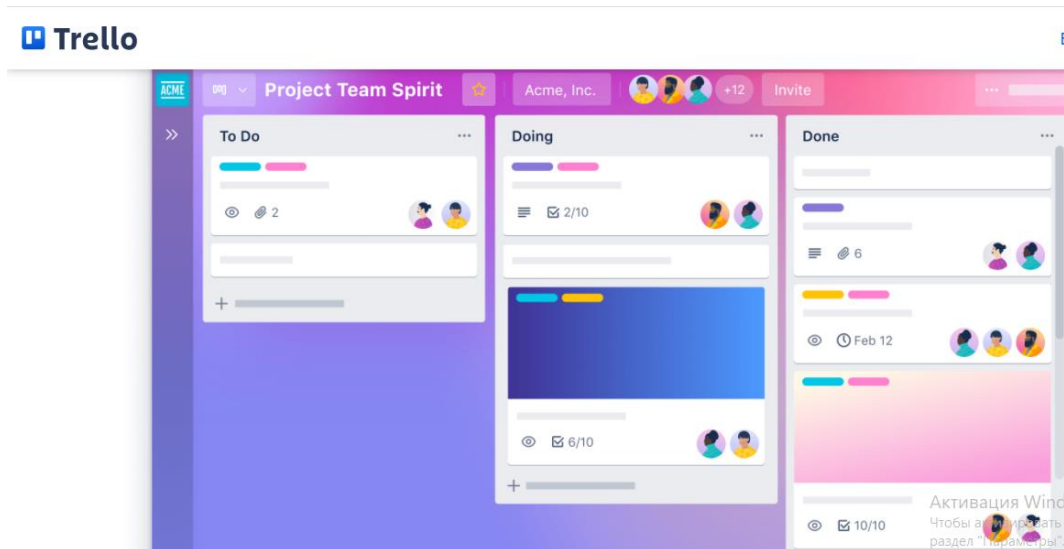 Trello
ACME
Project Team Spirit
Acme, Inc.
+12
Invite
To Do
2
Doing
2/10
6/10
Done
6
Feb 12
10/10
Активация Wind
Чтобы
раздел "Параметры